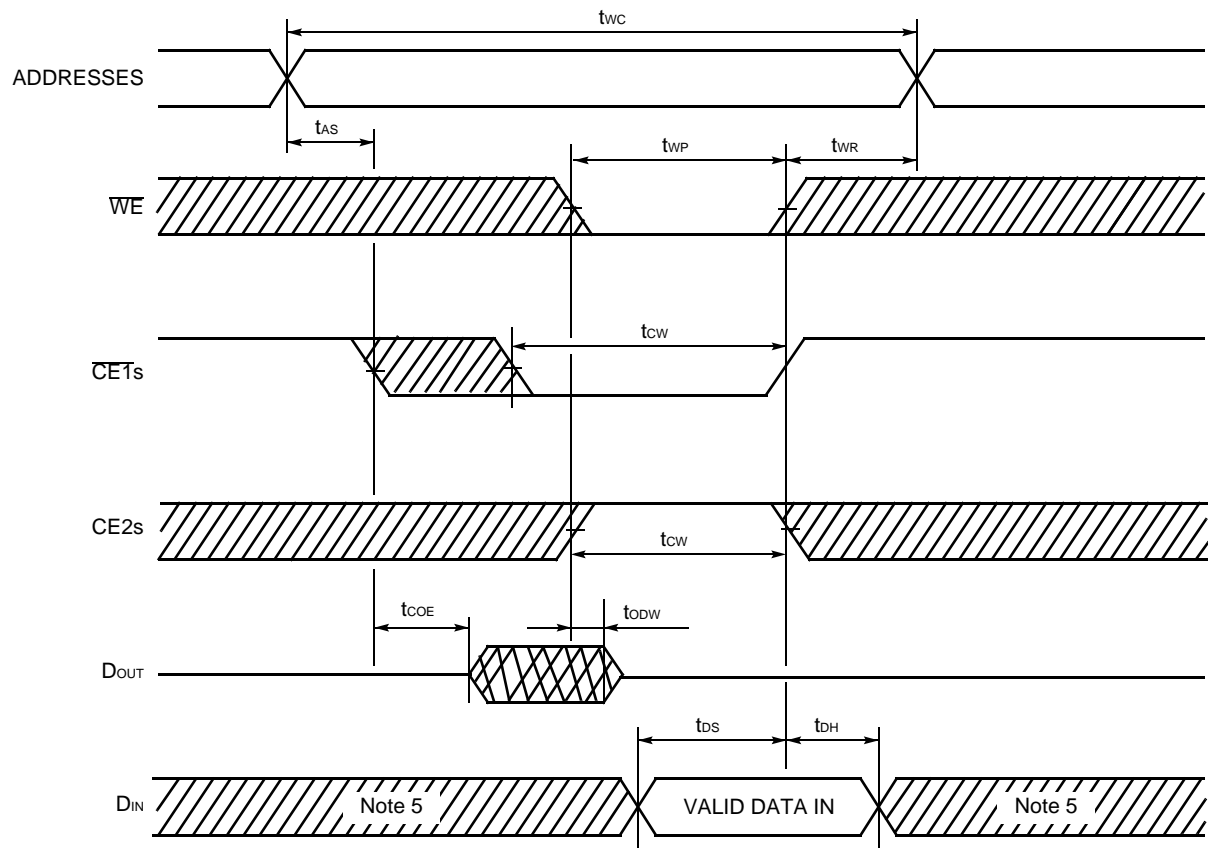 tWC
ADDRESSES
tAS
tWP
tWR
WE
tCW
CE1s
CE2s
tCW
tCOE
tODW
DOUT
tDS
tDH
DIN
Note 5
VALID DATA IN
Note 5